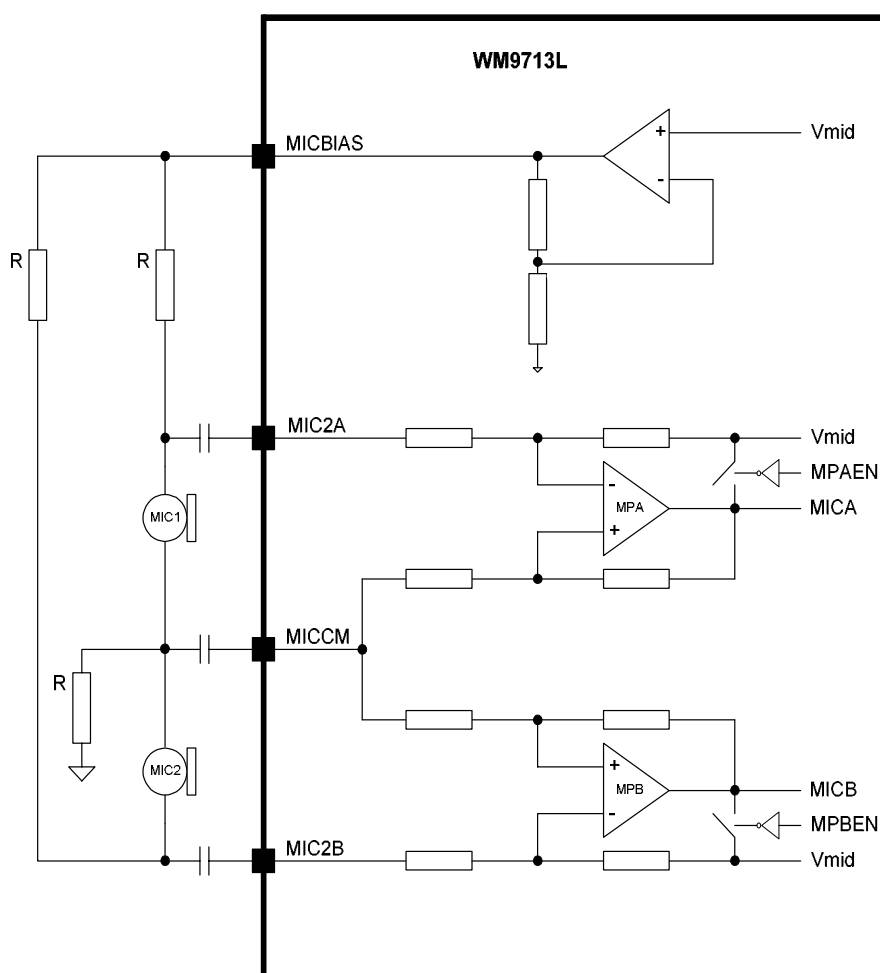 WM9713L
MICBIAS
+
-
Vmid
R
R
MIC2A
Vmid
-
MPA
+
MPAEN
MICA
MIC1
MICCM
R
MIC2
+
MPB
-
MICB
MPBEN
MIC2B
Vmid